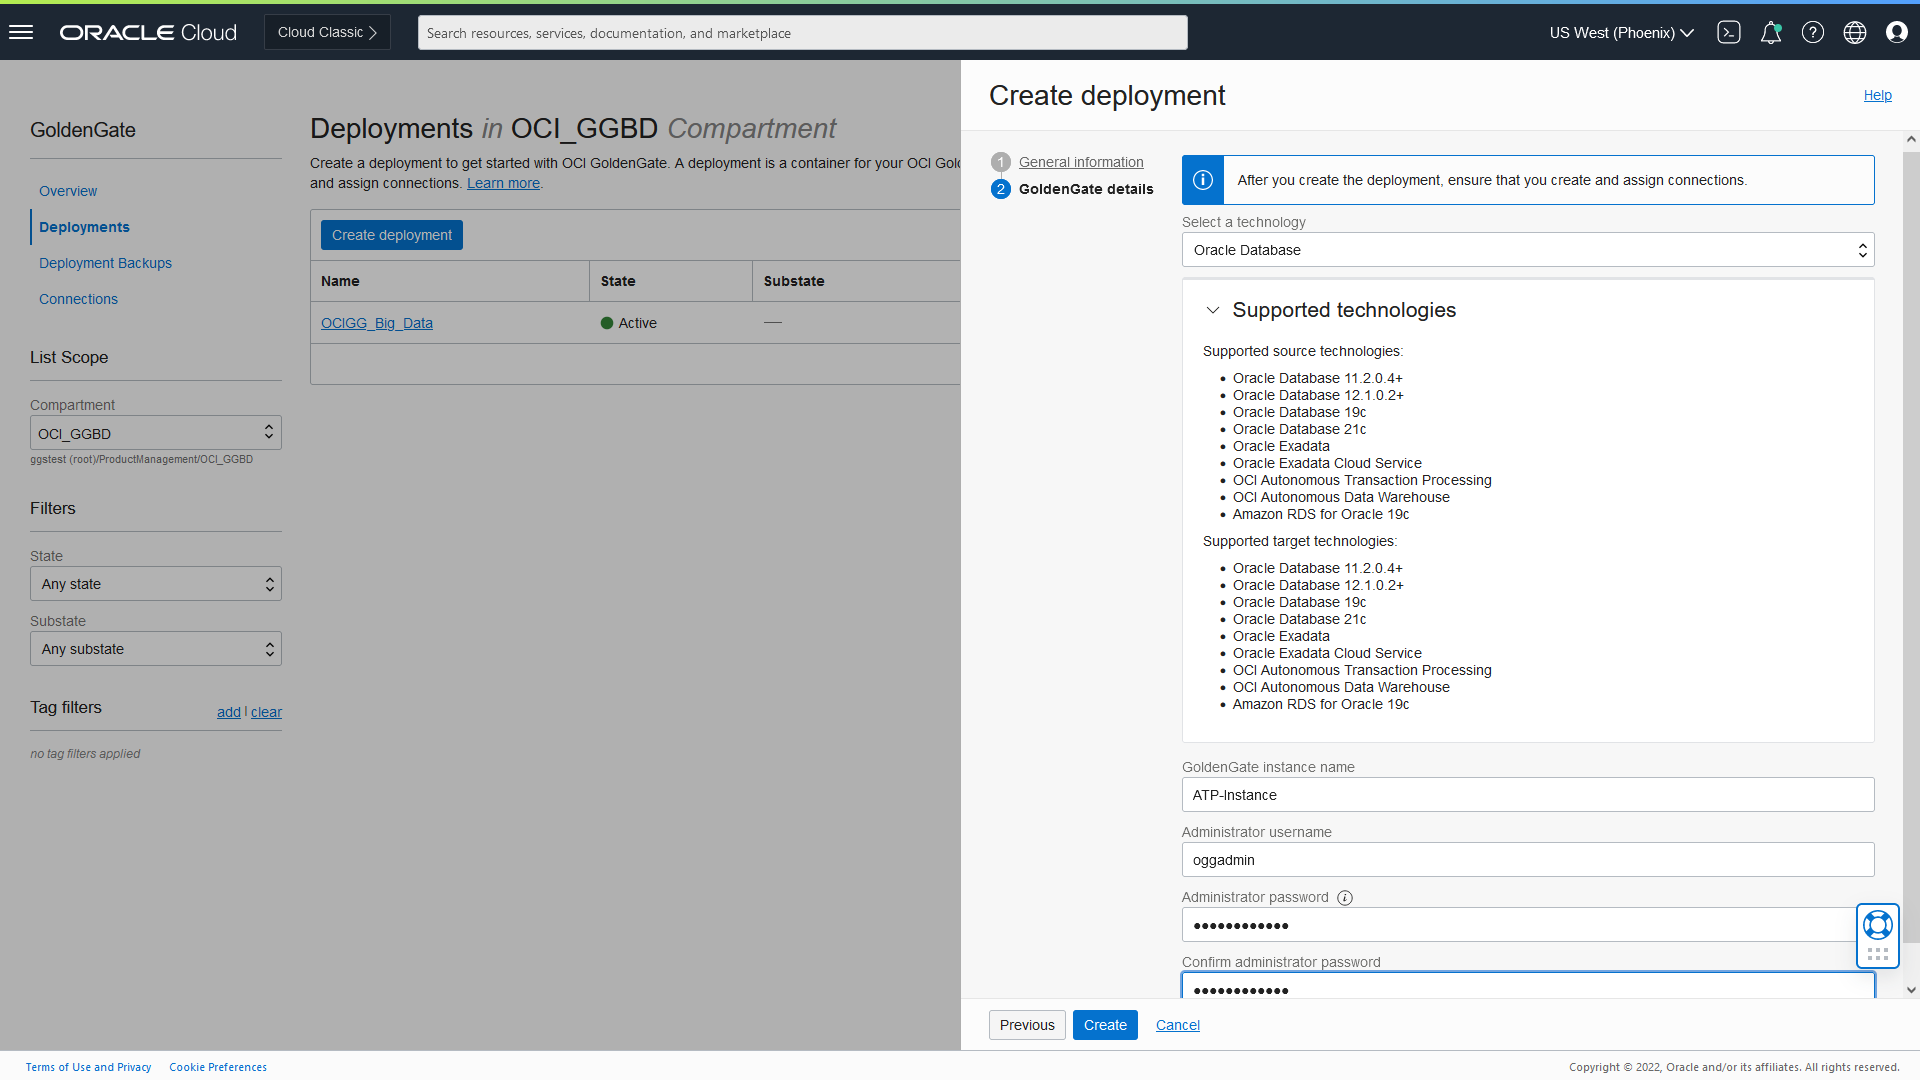 ORACLE Cloud
Cloud Classic
Search resources, services, documentation, and marketplace
US West (Phoenix)
GoldenGate
Overview
Deployments
Deployment Backups
Connections
List Scope
Compartment
OCI_GGBD
ggstest (root)/ProductManagement/OCI_GGBD
Filters
State
Any state
Substate
Any substate
Tag filters
add | clear
no tag filters applied
Deployments in OCI_GGBD Compartment
Create a deployment to get started with OCI GoldenGate. A deployment is a container for your OCI Gol
and assign connections. Learn more.
Create deployment
Name State Substate
OCIGG_Big_Data Active —
Create deployment
Help
1 General information
2 GoldenGate details
After you create the deployment, ensure that you create and assign connections.
Select a technology
Oracle Database
Supported technologies
Supported source technologies:
• Oracle Database 11.2.0.4+
• Oracle Database 12.1.0.2+
• Oracle Database 19c
• Oracle Database 21c
• Oracle Exadata
• Oracle Exadata Cloud Service
• OCI Autonomous Transaction Processing
• OCI Autonomous Data Warehouse
• Amazon RDS for Oracle 19c
Supported target technologies:
• Oracle Database 11.2.0.4+
• Oracle Database 12.1.0.2+
• Oracle Database 19c
• Oracle Database 21c
• Oracle Exadata
• Oracle Exadata Cloud Service
• OCI Autonomous Transaction Processing
• OCI Autonomous Data Warehouse
• Amazon RDS for Oracle 19c
GoldenGate instance name
ATP-Instance
Administrator username
oggadmin
Administrator password
••••••••••••
Confirm administrator password
••••••••••••
Previous
Create
Cancel
Terms of Use and Privacy
Cookie Preferences
Copyright © 2022, Oracle and/or its affiliates. All rights reserved.